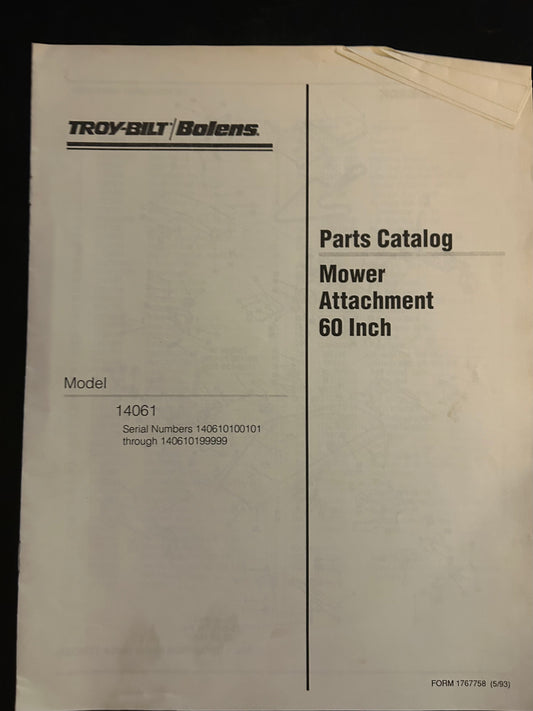 TROY-BILT/Bolens.
Parts Catalog
Mower
Attachment
60 Inch
Model
14061
Serial Numbers 140610100101
through 140610199999
FORM 1767758 (5/93)